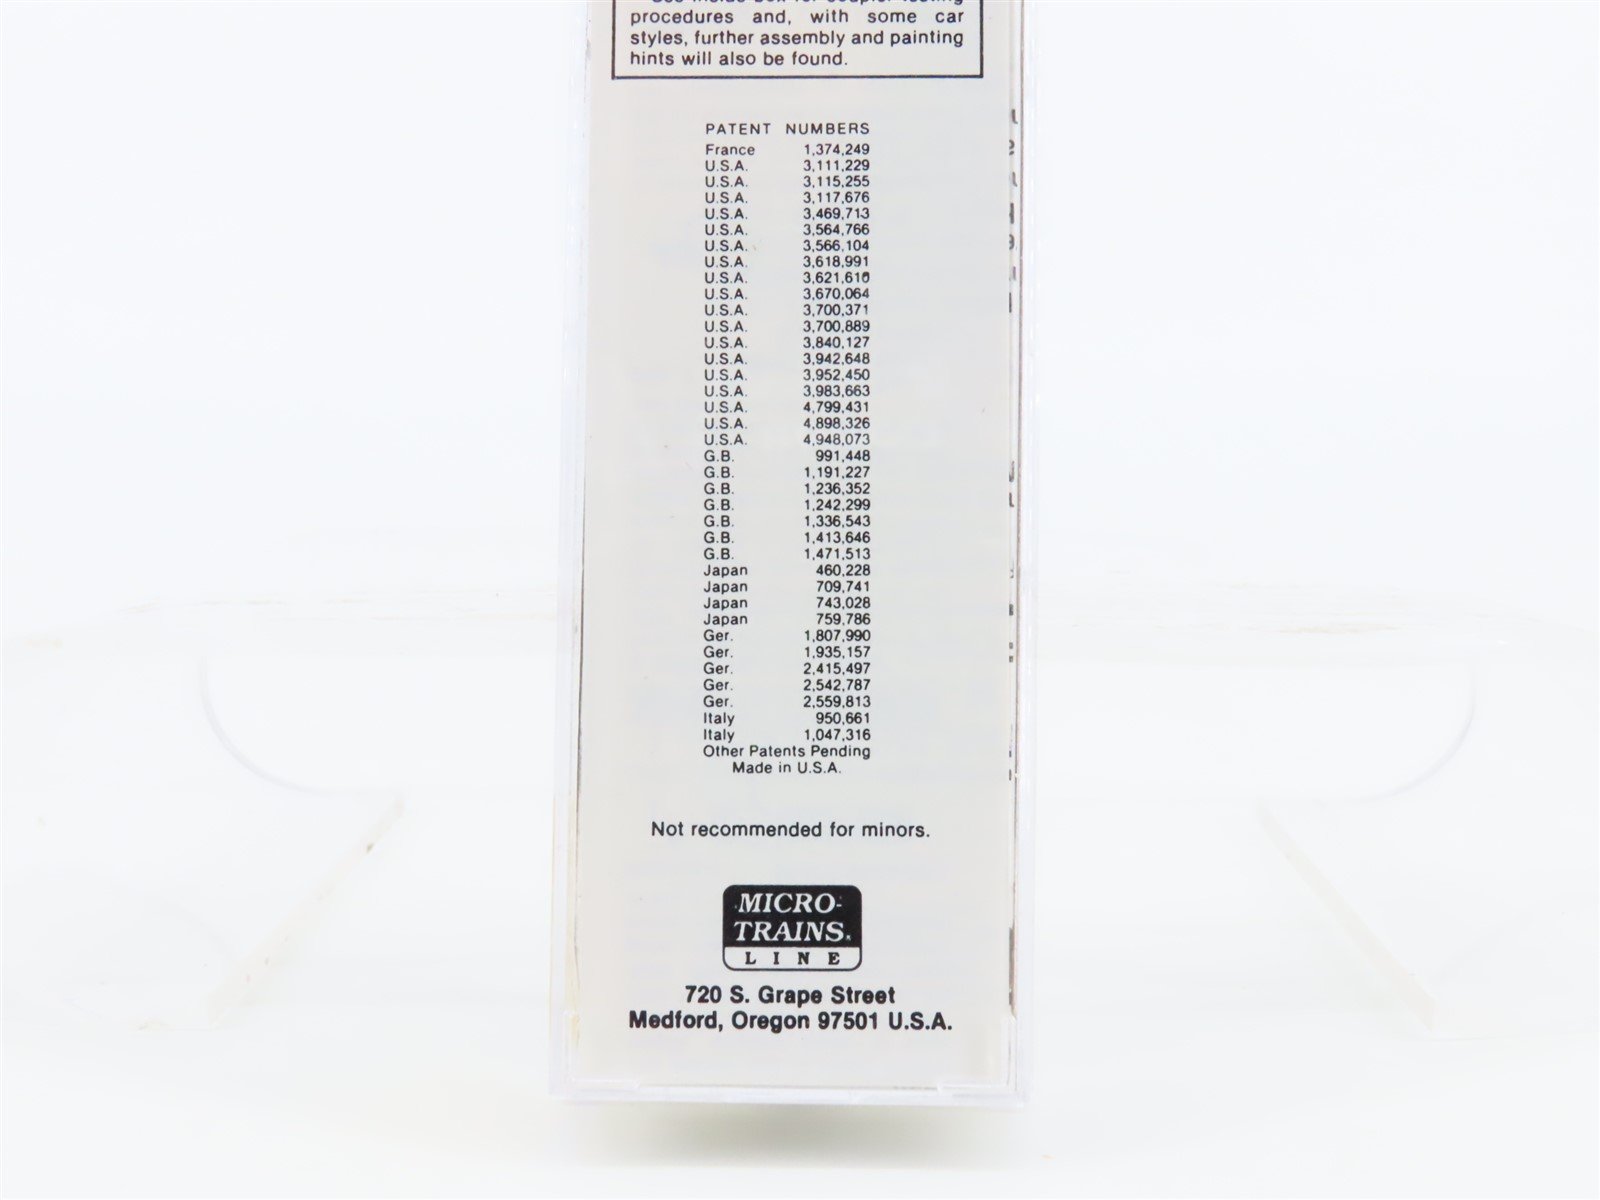 See inside box for coupler testing
procedures and, with some car
styles, further assembly and painting
hints will also be found.
PATENT NUMBERS
France 1,374,249
U.S.A. 3,111,229
U.S.A. 3,115,255
U.S.A. 3,117,676
U.S.A. 3,469,713
U.S.A. 3,564,766
U.S.A. 3,566,104
U.S.A. 3,618,991
U.S.A. 3,621,610
U.S.A. 3,670,064
U.S.A. 3,700,371
U.S.A. 3,700,889
U.S.A. 3,840,127
U.S.A. 3,942,648
U.S.A. 3,952,450
U.S.A. 3,983,663
U.S.A. 4,799,431
U.S.A. 4,898,326
U.S.A. 4,948,073
G.B. 991,448
G.B. 1,191,227
G.B. 1,236,352
G.B. 1,242,299
G.B. 1,336,543
G.B. 1,413,646
G.B. 1,471,513
Japan 460,228
Japan 709,741
Japan 743,028
Japan 759,786
Ger. 1,807,990
Ger. 1,935,157
Ger. 2,415,497
Ger. 2,542,787
Ger. 2,559,813
Italy 950,661
Italy 1,047,316
Other Patents Pending
Made in U.S.A.
Not recommended for minors.
MICRO-
TRAINS
LINE
720 S. Grape Street
Medford, Oregon 97501 U.S.A.